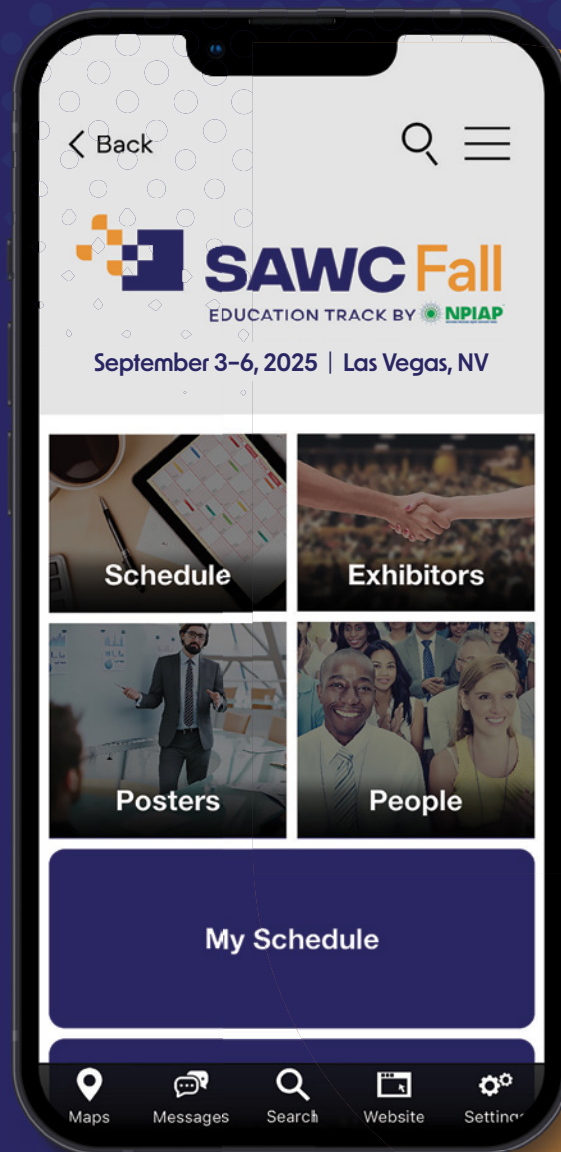 Back
SAWC Fall
EDUCATION TRACK BY NPIAP
September 3–6, 2025 | Las Vegas, NV
Schedule
Exhibitors
Posters
People
My Schedule
Maps
Messages
Search
Website
Settings